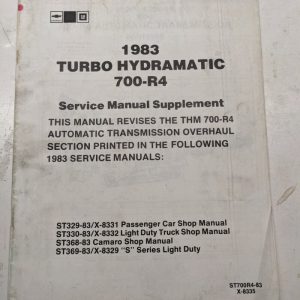 1983
TURBO HYDRAMATIC
700-R4
Service Manual Supplement
THIS MANUAL REVISES THE THM 700-R4
AUTOMATIC TRANSMISSION OVERHAUL
SECTION PRINTED IN THE FOLLOWING
1983 SERVICE MANUALS:
ST329-83/X-8331 Passenger Car Shop Manual
ST330-83/X-8332 Light Duty Truck Shop Manual
ST368-83 Camaro Shop Manual
ST369-83/X-8329 "S" Series Light Duty
ST700R4-83
X-8335